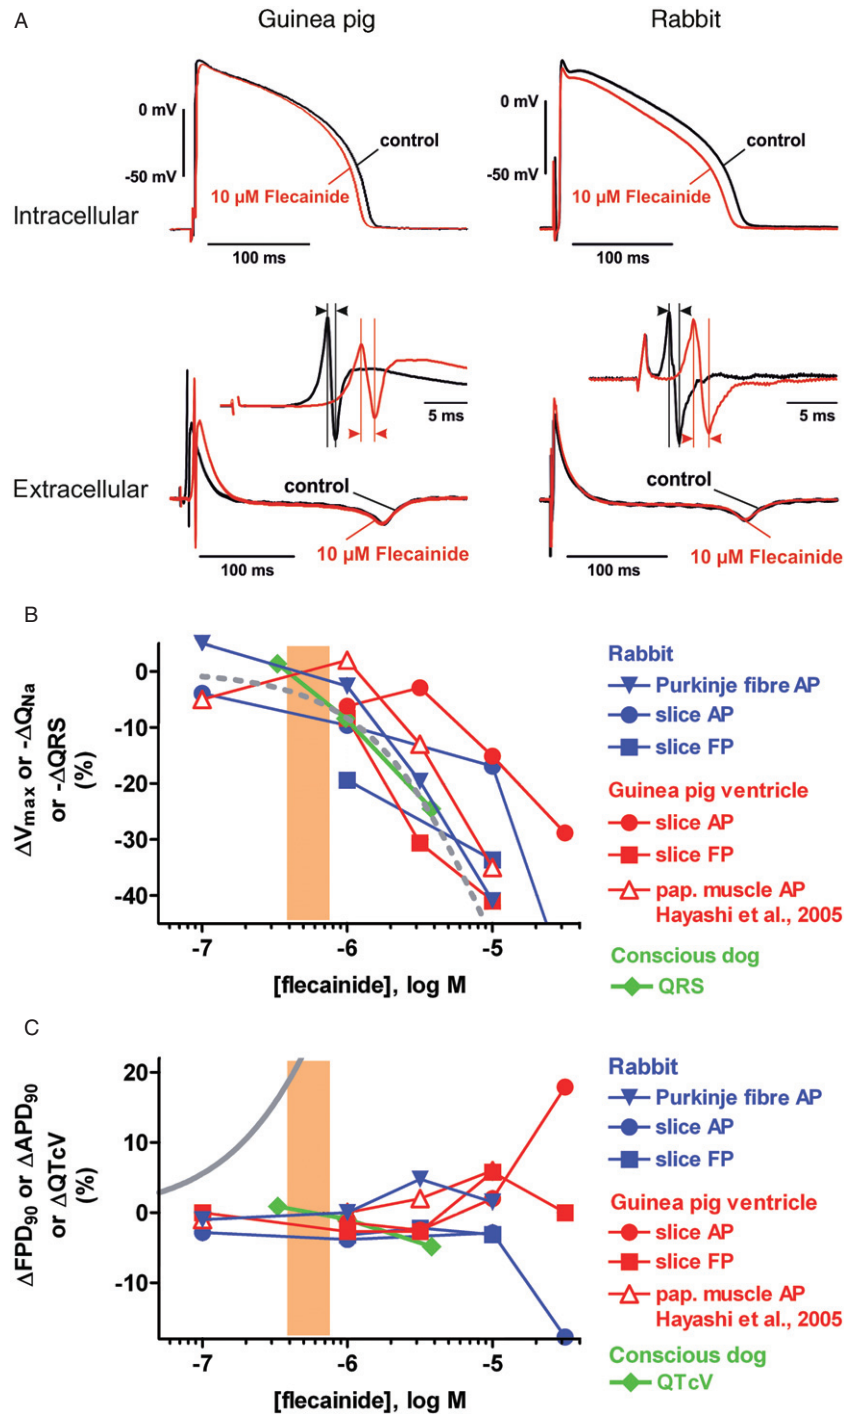 A
Guinea pig
Rabbit
0 mV
-50 mV
control
10 µM Flecainide
100 ms
0 mV
-50 mV
control
10 µM Flecainide
100 ms
Intracellular
5 ms
5 ms
Extracellular
control
10 µM Flecainide
100 ms
control
10 µM Flecainide
100 ms
B
ΔVmax or -ΔQNa
or -ΔQRS
(%)
0
-10
-20
-30
-40
-7
-6
-5
[flecainide], log M
Rabbit
Purkinje fibre AP
slice AP
slice FP
Guinea pig ventricle
slice AP
slice FP
pap. muscle AP
Hayashi et al., 2005
Conscious dog
QRS
C
ΔFPD90 or ΔAPD90
or ΔQTcV
(%)
20
10
0
-10
-7
-6
-5
[flecainide], log M
Rabbit
Purkinje fibre AP
slice AP
slice FP
Guinea pig ventricle
slice AP
slice FP
pap. muscle AP
Hayashi et al., 2005
Conscious dog
QTcV